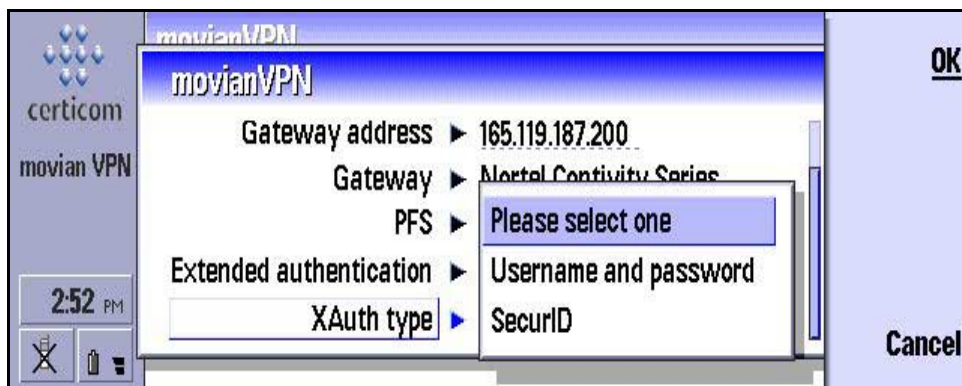 certicom
movian VPN
2:52 PM
movianVPN
movianVPN
Gateway address 165.119.187.200
Gateway Nortel Contivity Series
PFS
Extended authentication
XAuth type
Please select one
Username and password
SecurID
OK
Cancel